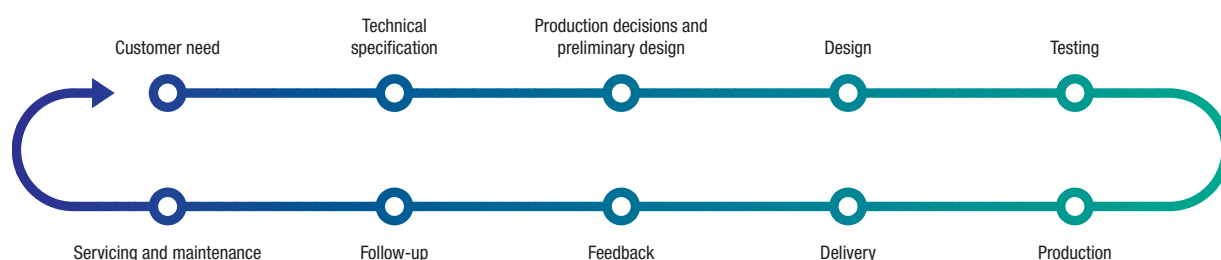 Customer need
Technical
specification
Production decisions and
preliminary design
Design
Testing
Servicing and maintenance
Follow-up
Feedback
Delivery
Production